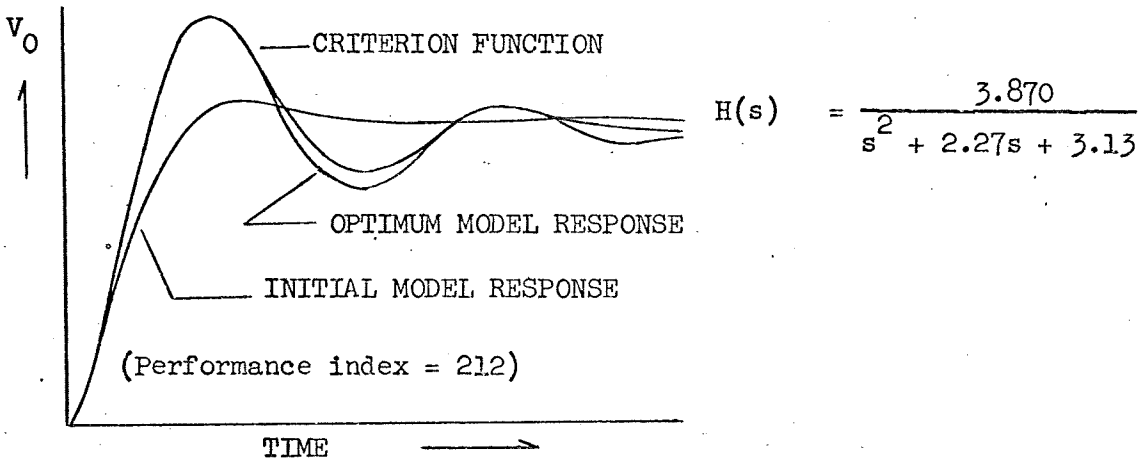 V₀
CRITERION FUNCTION
H(s) = 3.870 / s² + 2.27s + 3.13
OPTIMUM MODEL RESPONSE
INITIAL MODEL RESPONSE
(Performance index = 212)
TIME